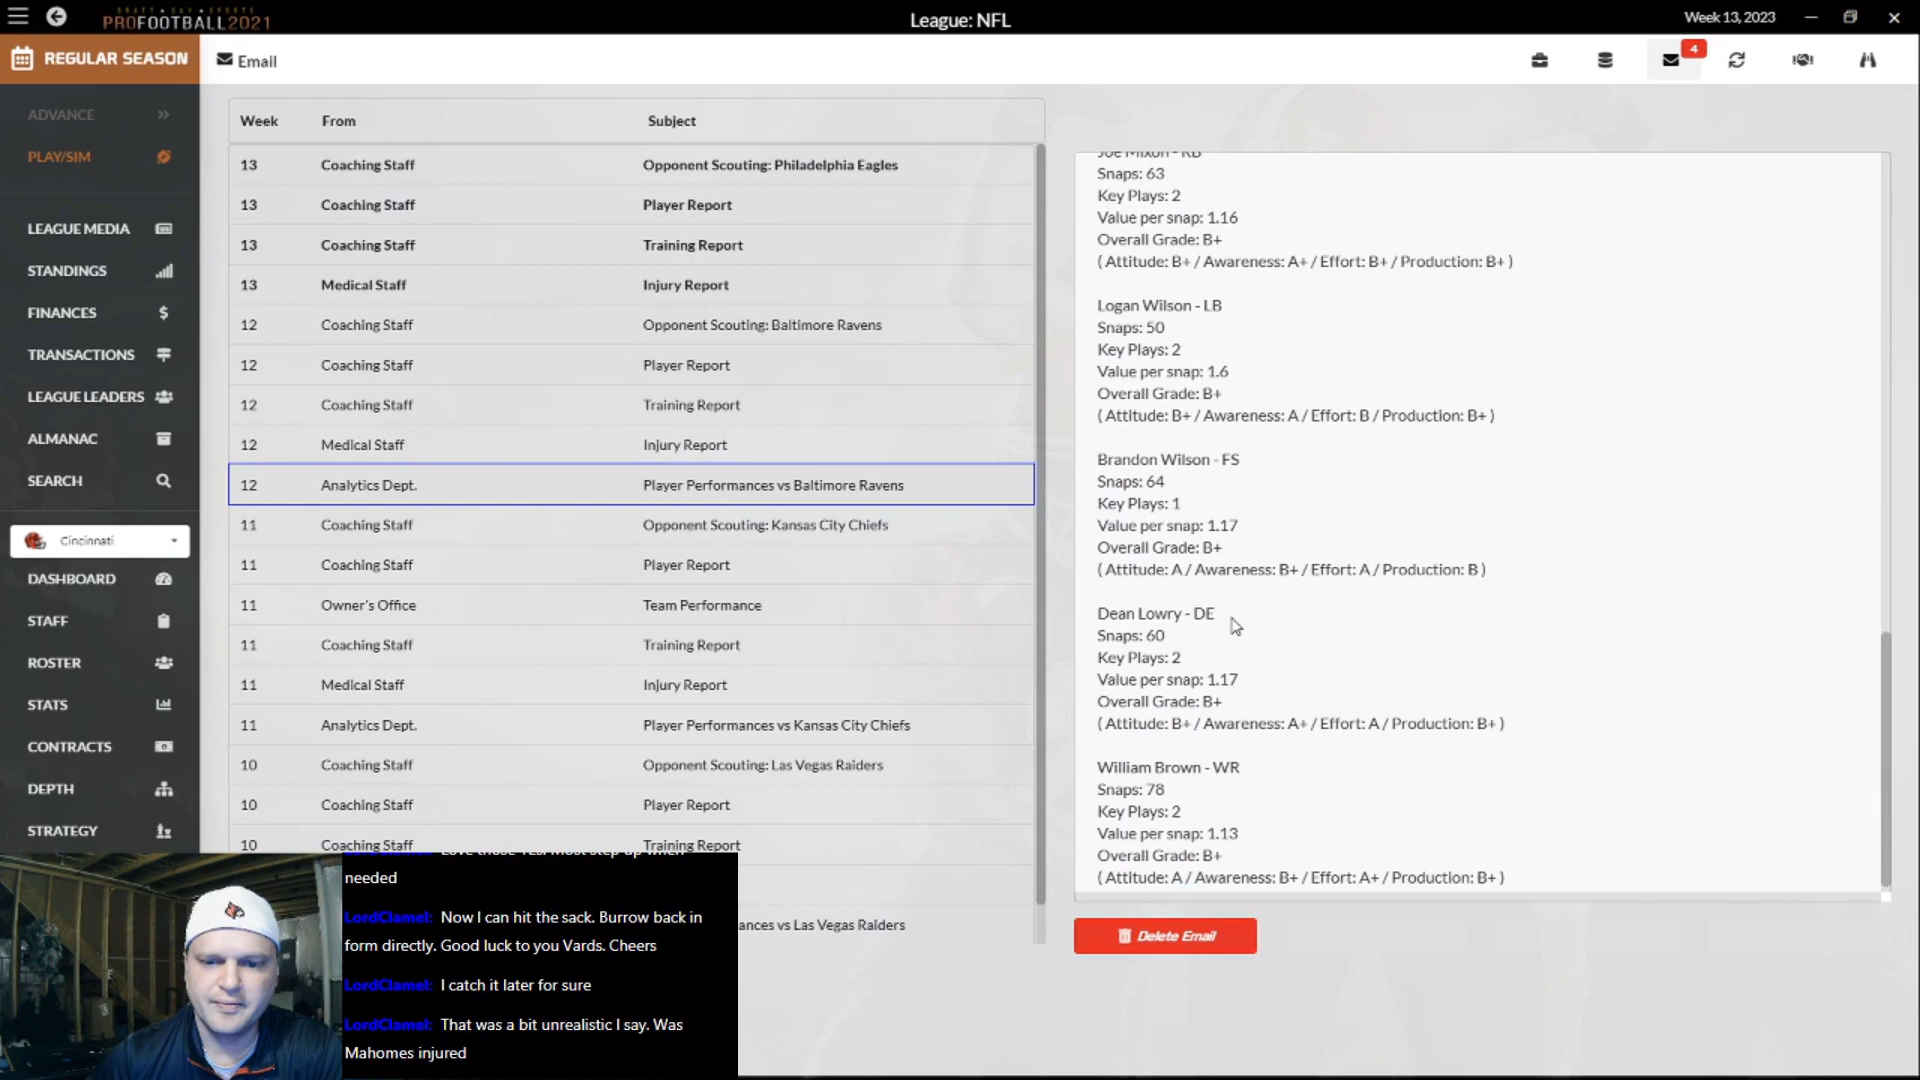 DRAFT DAY SPORTS
PROFOOTBALL2021
League: NFL
Week 13, 2023
REGULAR SEASON
Email
4
ADVANCE
PLAY/SIM
LEAGUE MEDIA
STANDINGS
FINANCES
TRANSACTIONS
LEAGUE LEADERS
ALMANAC
SEARCH
Cincinnati
DASHBOARD
STAFF
ROSTER
STATS
CONTRACTS
DEPTH
STRATEGY
Week From Subject
13 Coaching Staff Opponent Scouting: Philadelphia Eagles
13 Coaching Staff Player Report
13 Coaching Staff Training Report
13 Medical Staff Injury Report
12 Coaching Staff Opponent Scouting: Baltimore Ravens
12 Coaching Staff Player Report
12 Coaching Staff Training Report
12 Medical Staff Injury Report
12 Analytics Dept. Player Performances vs Baltimore Ravens
11 Coaching Staff Opponent Scouting: Kansas City Chiefs
11 Coaching Staff Player Report
11 Owner's Office Team Performance
11 Coaching Staff Training Report
11 Medical Staff Injury Report
11 Analytics Dept. Player Performances vs Kansas City Chiefs
10 Coaching Staff Opponent Scouting: Las Vegas Raiders
10 Coaching Staff Player Report
10 Coaching Staff Training Report
ances vs Las Vegas Raiders
Joe Mixon - RB
Snaps: 63
Key Plays: 2
Value per snap: 1.16
Overall Grade: B+
( Attitude: B+ / Awareness: A+ / Effort: B+ / Production: B+ )
Logan Wilson - LB
Snaps: 50
Key Plays: 2
Value per snap: 1.6
Overall Grade: B+
( Attitude: B+ / Awareness: A / Effort: B / Production: B+ )
Brandon Wilson - FS
Snaps: 64
Key Plays: 1
Value per snap: 1.17
Overall Grade: B+
( Attitude: A / Awareness: B+ / Effort: A / Production: B )
Dean Lowry - DE
Snaps: 60
Key Plays: 2
Value per snap: 1.17
Overall Grade: B+
( Attitude: B+ / Awareness: A+ / Effort: A / Production: B+ )
William Brown - WR
Snaps: 78
Key Plays: 2
Value per snap: 1.13
Overall Grade: B+
( Attitude: A / Awareness: B+ / Effort: A+ / Production: B+ )
Delete Email
needed
LordClamel: Now I can hit the sack. Burrow back in
form directly. Good luck to you Vards. Cheers
LordClamel: I catch it later for sure
LordClamel: That was a bit unrealistic I say. Was
Mahomes injured